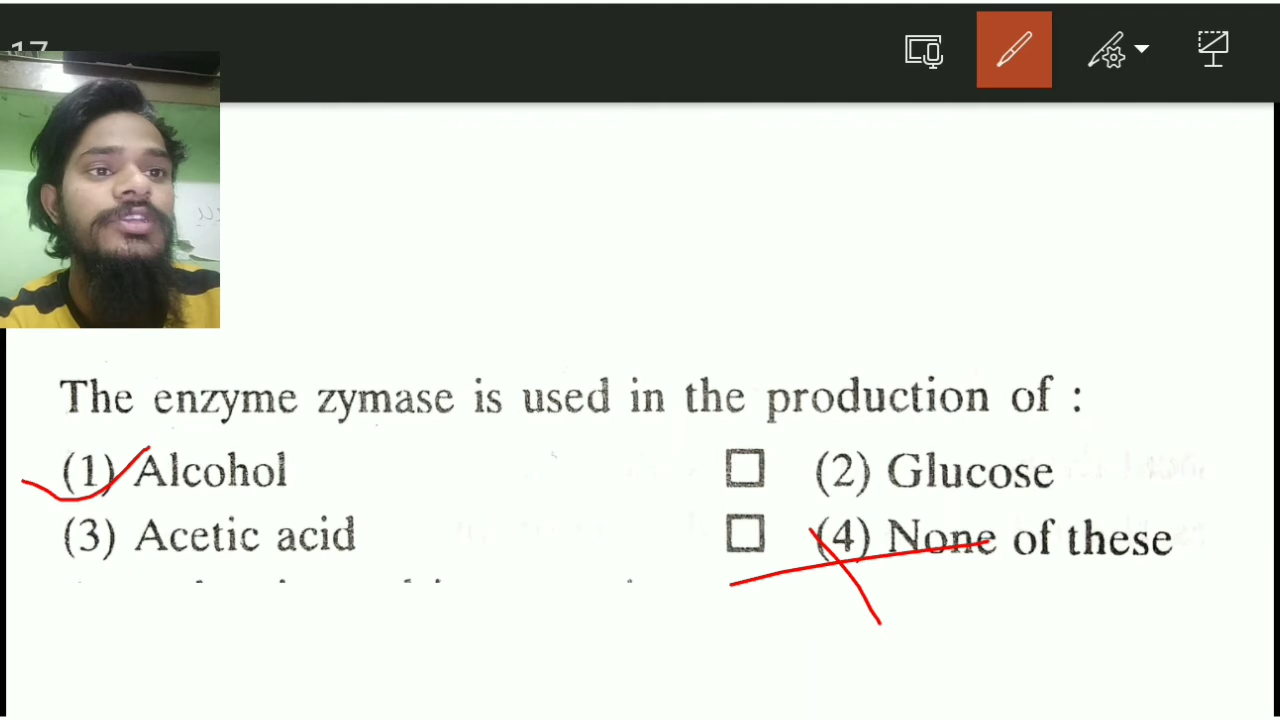 17
The enzyme zymase is used in the production of :
(1) Alcohol (2) Glucose
(3) Acetic acid (4) None of these